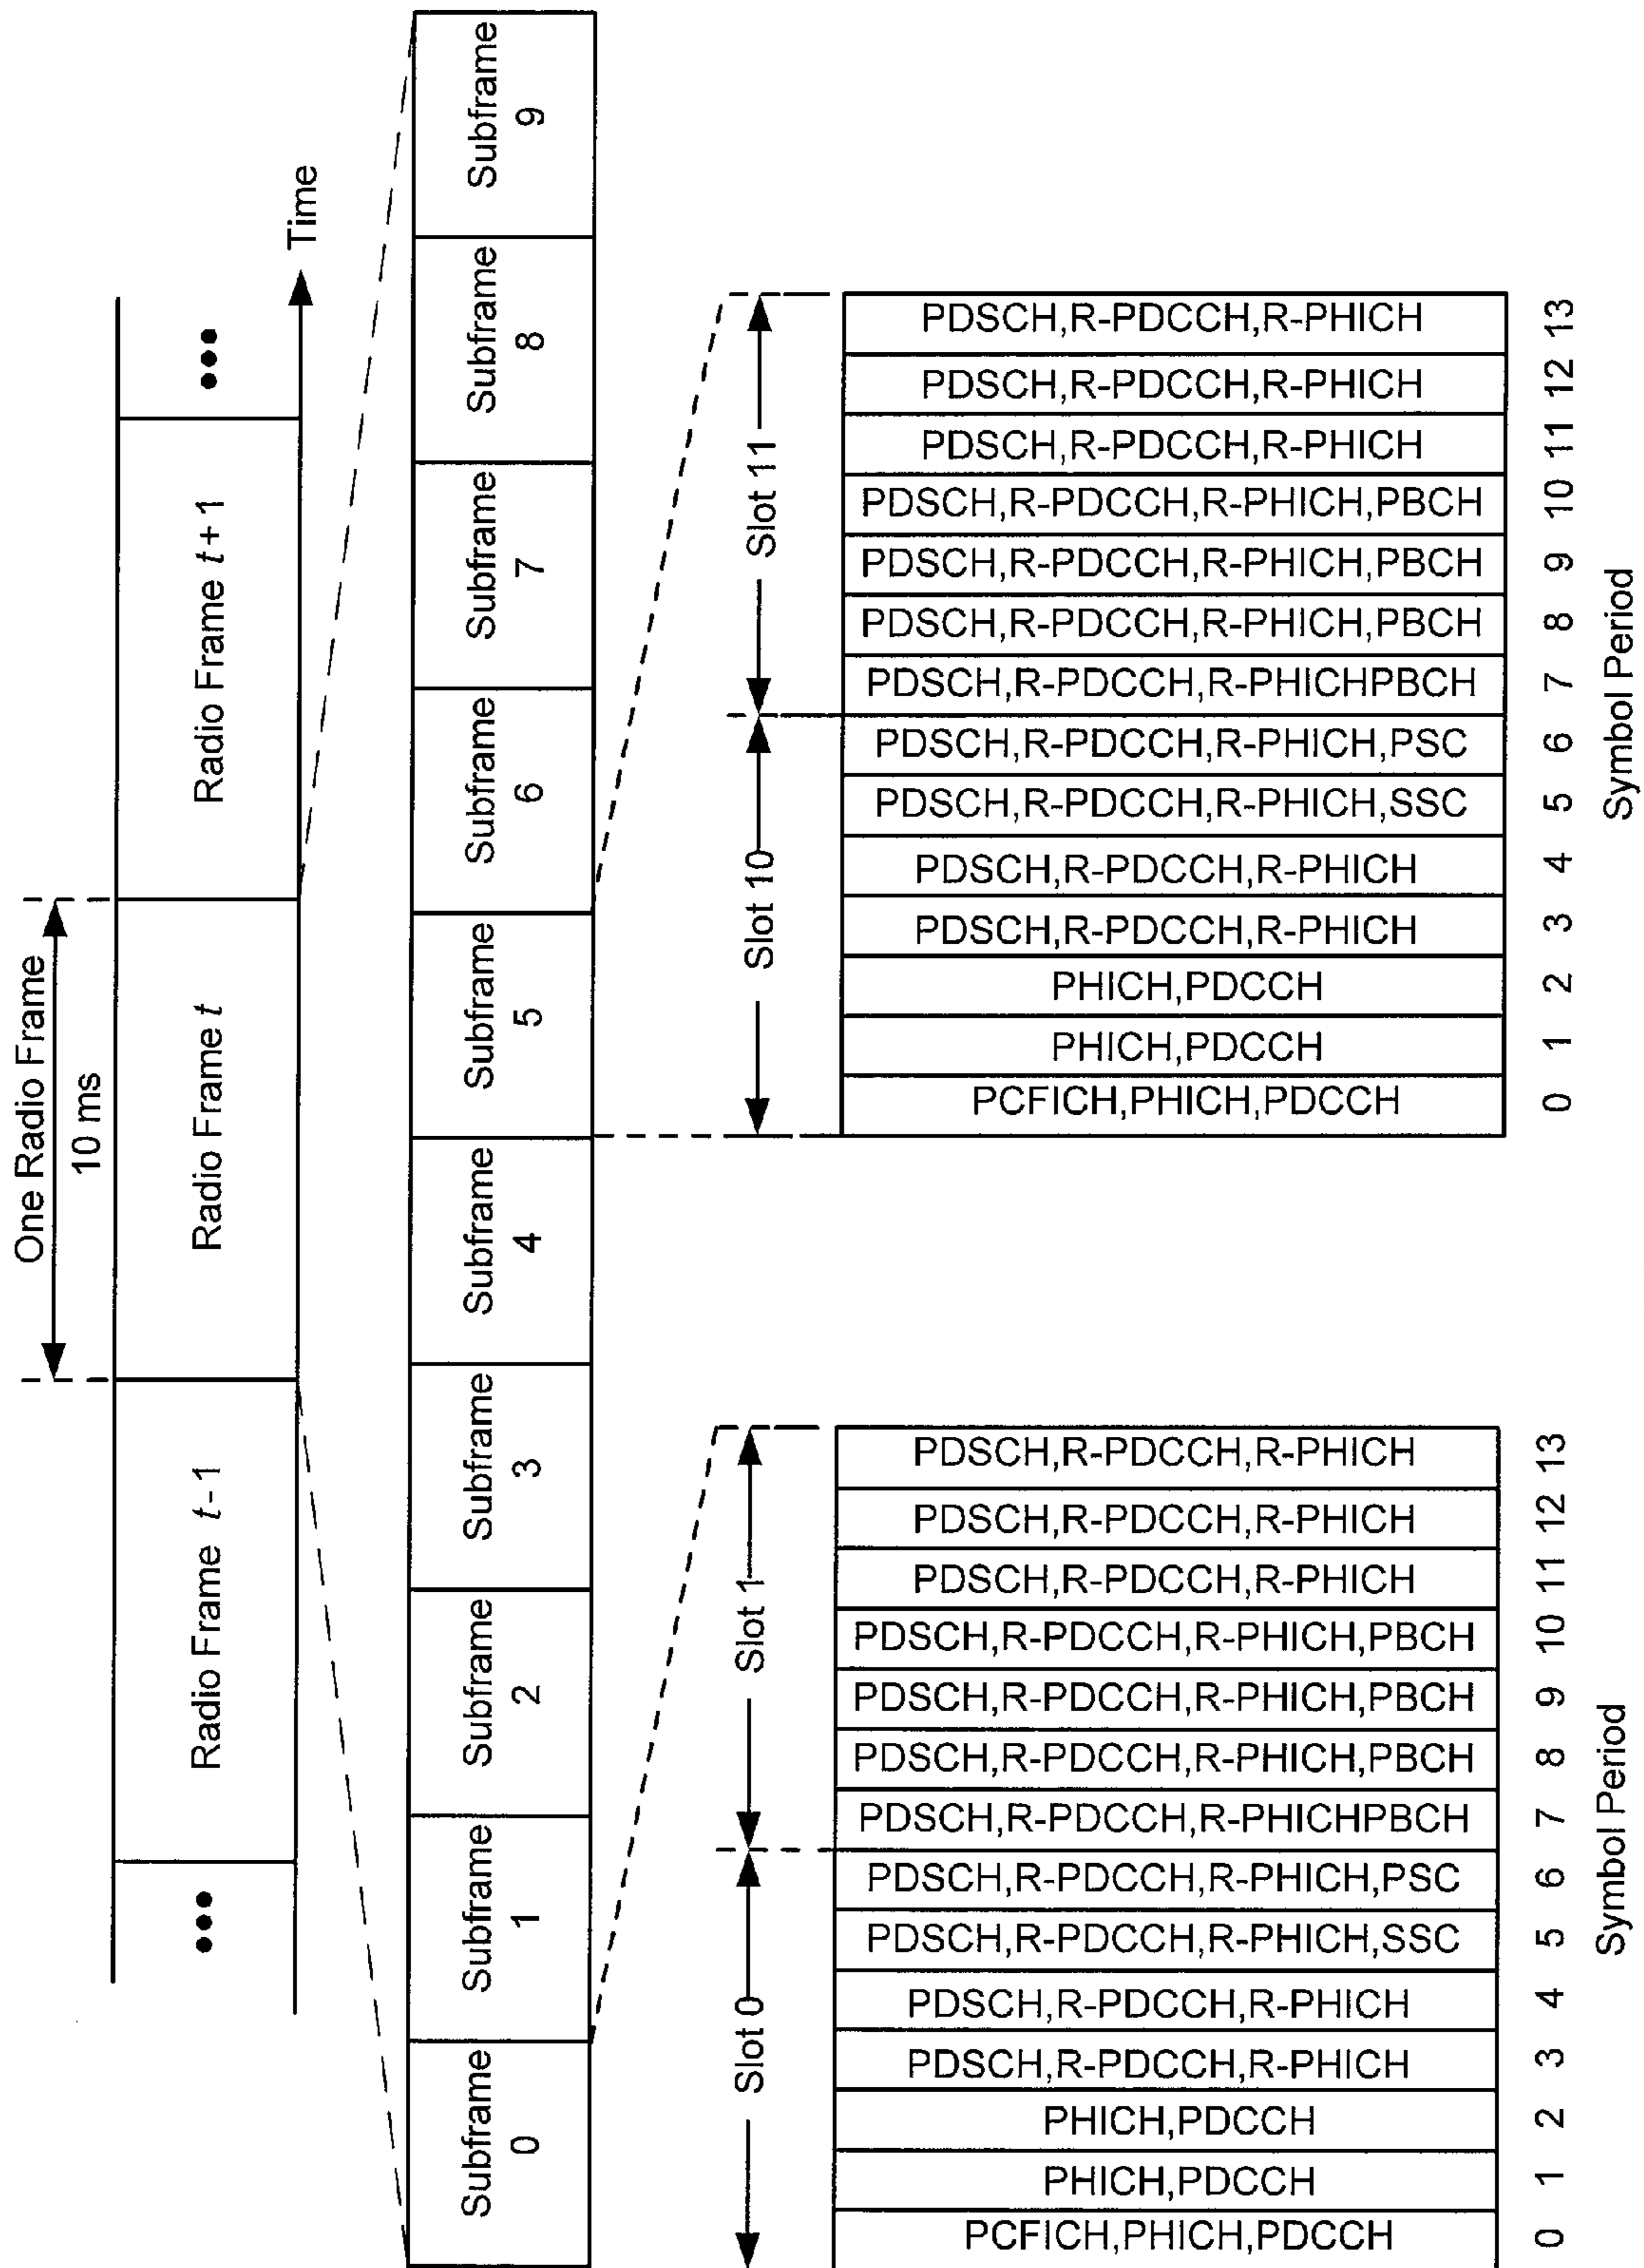 One Radio Frame
10 ms
•••
Radio Frame t-1
Radio Frame t
Radio Frame t+1
•••
Time
Subframe
0
Subframe
1
Subframe
2
Subframe
3
Subframe
4
Subframe
5
Subframe
6
Subframe
7
Subframe
8
Subframe
9
Slot 0
Slot 1
PCFICH,PHICH,PDCCH
PHICH,PDCCH
PHICH,PDCCH
PDSCH,R-PDCCH,R-PHICH
PDSCH,R-PDCCH,R-PHICH
PDSCH,R-PDCCH,R-PHICH,SSC
PDSCH,R-PDCCH,R-PHICH,PSC
PDSCH,R-PDCCH,R-PHICHPBCH
PDSCH,R-PDCCH,R-PHICH,PBCH
PDSCH,R-PDCCH,R-PHICH,PBCH
PDSCH,R-PDCCH,R-PHICH,PBCH
PDSCH,R-PDCCH,R-PHICH
PDSCH,R-PDCCH,R-PHICH
PDSCH,R-PDCCH,R-PHICH
0 1 2 3 4 5 6 7 8 9 10 11 12 13
Symbol Period
Slot 10
Slot 11
PCFICH,PHICH,PDCCH
PHICH,PDCCH
PHICH,PDCCH
PDSCH,R-PDCCH,R-PHICH
PDSCH,R-PDCCH,R-PHICH
PDSCH,R-PDCCH,R-PHICH,SSC
PDSCH,R-PDCCH,R-PHICH,PSC
PDSCH,R-PDCCH,R-PHICHPBCH
PDSCH,R-PDCCH,R-PHICH,PBCH
PDSCH,R-PDCCH,R-PHICH,PBCH
PDSCH,R-PDCCH,R-PHICH,PBCH
PDSCH,R-PDCCH,R-PHICH
PDSCH,R-PDCCH,R-PHICH
PDSCH,R-PDCCH,R-PHICH
0 1 2 3 4 5 6 7 8 9 10 11 12 13
Symbol Period